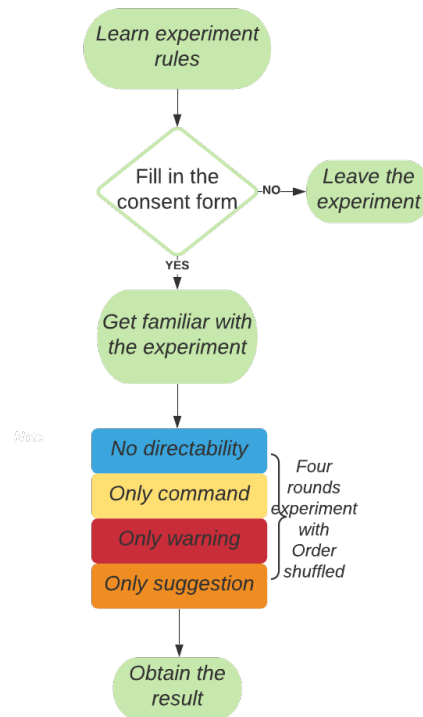 Learn experiment
rules
Fill in the
consent form
NO
Leave the
experiment
YES
Get familiar with
the experiment
Note
No directability
Only command
Only warning
Only suggestion
Four
rounds
experiment
with
Order
shuffled
Obtain the
result